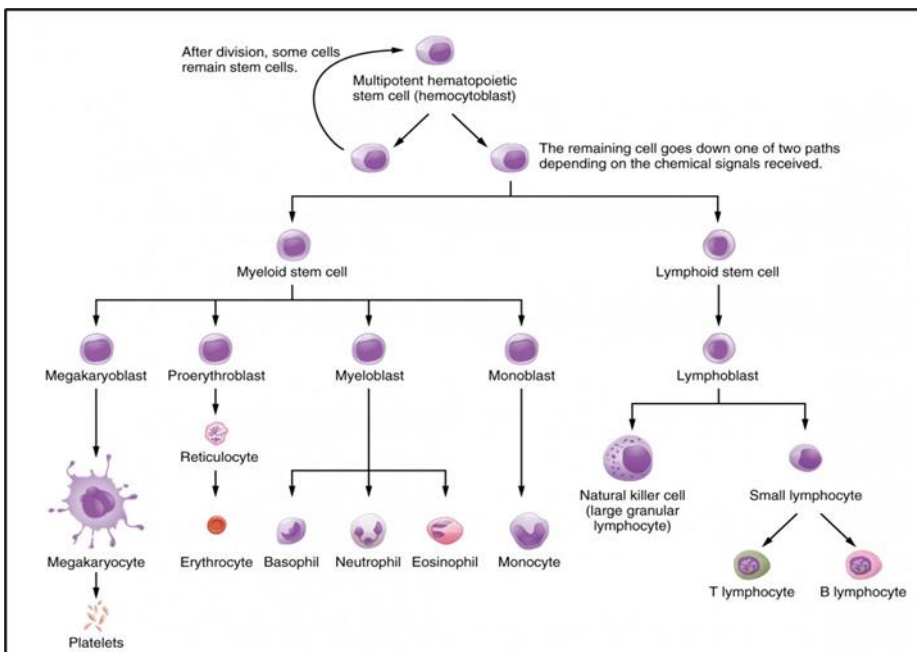 After division, some cells
remain stem cells.
Multipotent hematopoietic
stem cell (hemocytoblast)
The remaining cell goes down one of two paths
depending on the chemical signals received.
Myeloid stem cell
Lymphoid stem cell
Megakaryoblast
Proerythroblast
Myeloblast
Monoblast
Lymphoblast
Reticulocyte
Natural killer cell
(large granular
lymphocyte)
Small lymphocyte
Megakaryocyte
Erythrocyte
Basophil
Neutrophil
Eosinophil
Monocyte
T lymphocyte
B lymphocyte
Platelets